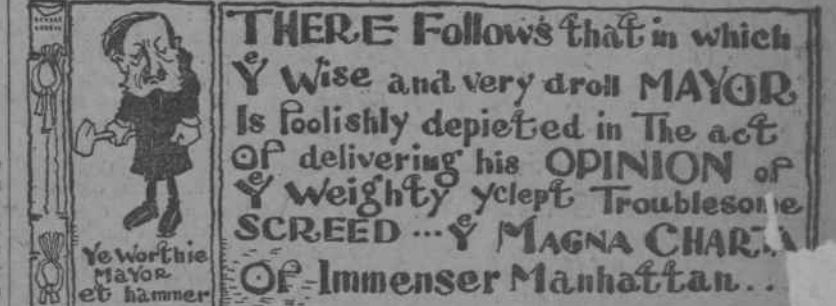 Ye Worthie
MAYOR
et hammer
THERE Follows that in which
Yᵉ Wise and very droll MAYOR
Is foolishly depicted in The act
OF delivering his OPINION of
Yᵉ Weighty yclept Troublesome
SCREED ... Yᵉ MAGNA CHARTA
OF Immenser Manhattan..